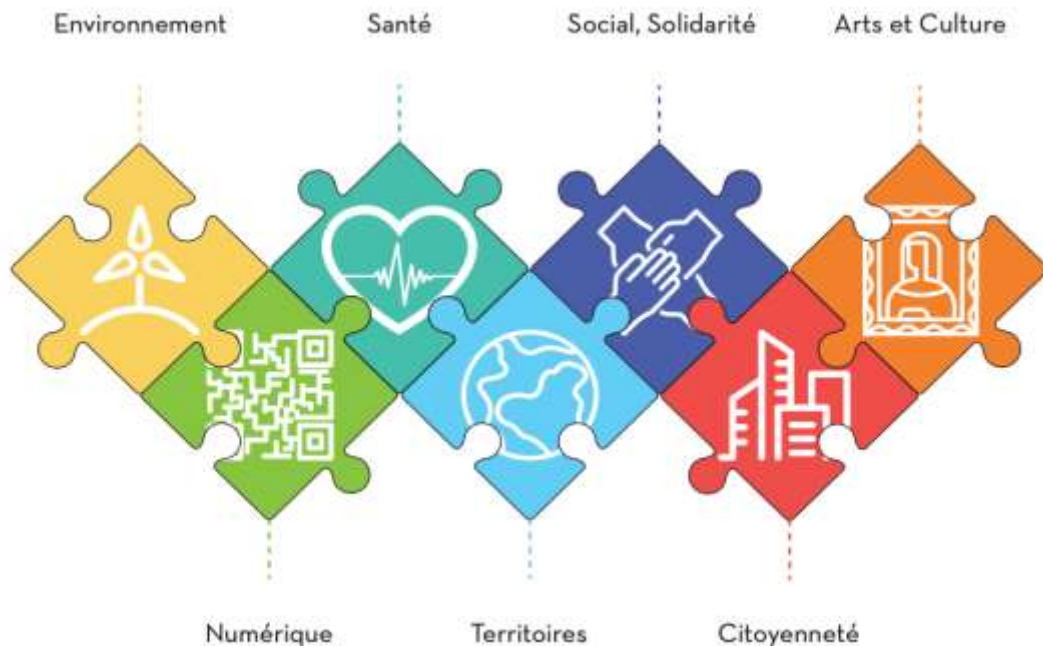 Environnement
Santé
Social, Solidarité
Arts et Culture
Numérique
Territoires
Citoyenneté